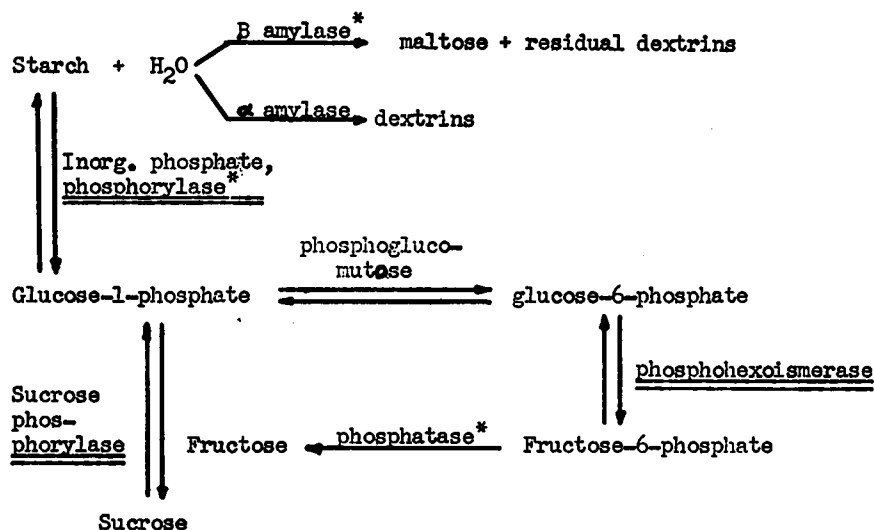 β amylase*
maltose + residual dextrins
Starch + H₂O
α amylase
dextrins
Inorg. phosphate,
phosphorylase*
phosphogluco-
mutase
Glucose-1-phosphate
glucose-6-phosphate
phosphohexoismerase
Sucrose
phos-
phorylase
Fructose
phosphatase*
Fructose-6-phosphate
Sucrose